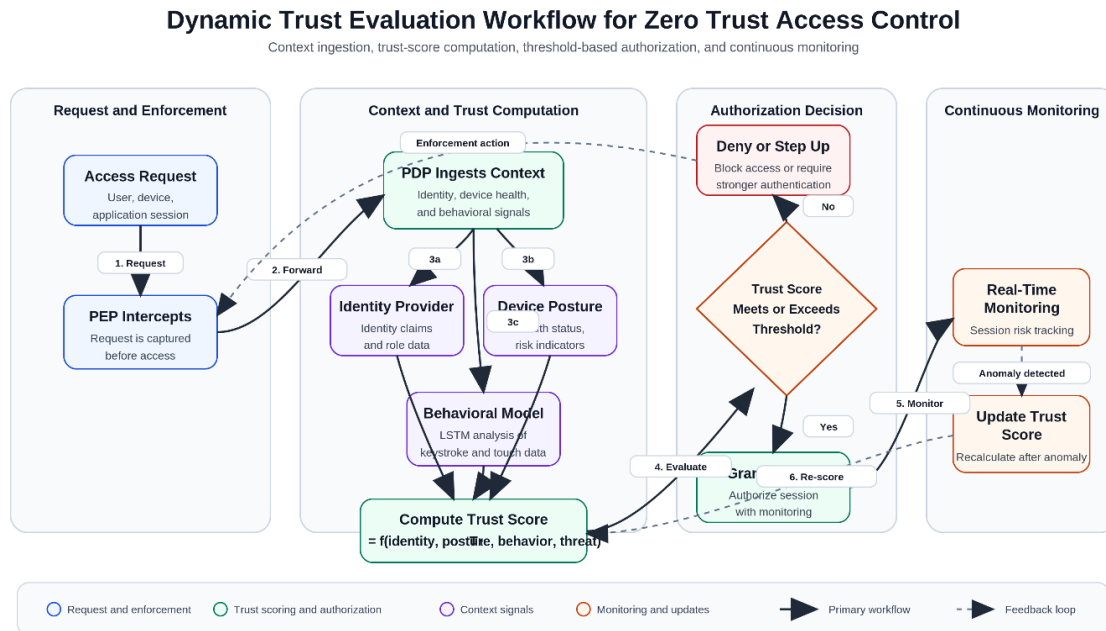 Dynamic Trust Evaluation Workflow for Zero Trust Access Control
Context ingestion, trust-score computation, threshold-based authorization, and continuous monitoring
Request and Enforcement
Access Request
User, device,
application session
1. Request
PEP Intercepts
Request is captured
before access
2. Forward
Context and Trust Computation
Enforcement action
PDP Ingests Context
Identity, device health,
and behavioral signals
3a
3b
Identity Provider
Identity claims
and role data
Device Posture
status,
risk indicators
3c
Behavioral Model
LSTM analysis of
keystroke and touch data
Compute Trust Score
= f(identity, posture, behavior, threat)
Authorization Decision
Deny or Step Up
Block access or require
stronger authentication
No
Trust Score
Meets or Exceeds
Threshold?
Yes
4. Evaluate
6. Re-score
Authorize session
with monitoring
Continuous Monitoring
Real-Time
Monitoring
Session risk tracking
Anomaly detected
5. Monitor
Update Trust
Score
Recalculate after anomaly
Request and enforcement
Trust scoring and authorization
Context signals
Monitoring and updates
Primary workflow
Feedback loop